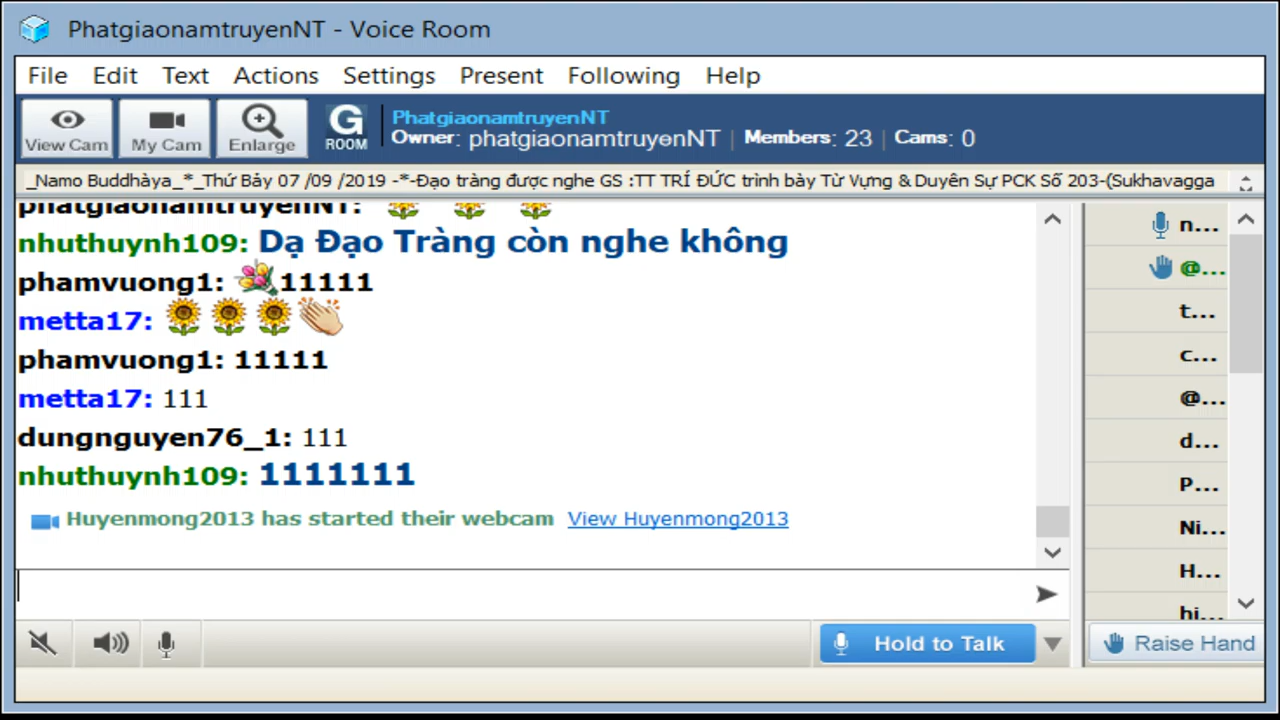 PhatgiaonamtruyenNT - Voice Room
File Edit Text Actions Settings Present Following Help
View Cam My Cam Enlarge G ROOM
PhatgiaonamtruyenNT
Owner: phatgiaonamtruyenNT | Members: 23 | Cams: 0
_Namo Buddhàya_*_Thứ Bảy 07 /09 /2019 -*-Đạo tràng được nghe GS :TT TRÍ ĐỨC trình bày Từ Vựng & Duyên Sự PCK Số 203-(Sukhavagga
phatgiaonamtruyenNT:
nhuthuynh109: Dạ Đạo Tràng còn nghe không
phamvuong1: 11111
metta17:
phamvuong1: 11111
metta17: 111
dungnguyen76_1: 111
nhuthuynh109: 1111111
Huyenmong2013 has started their webcam View Huyenmong2013
n...
@...
t...
c...
@...
d...
P...
Ni...
H...
hi...
Hold to Talk
Raise Hand